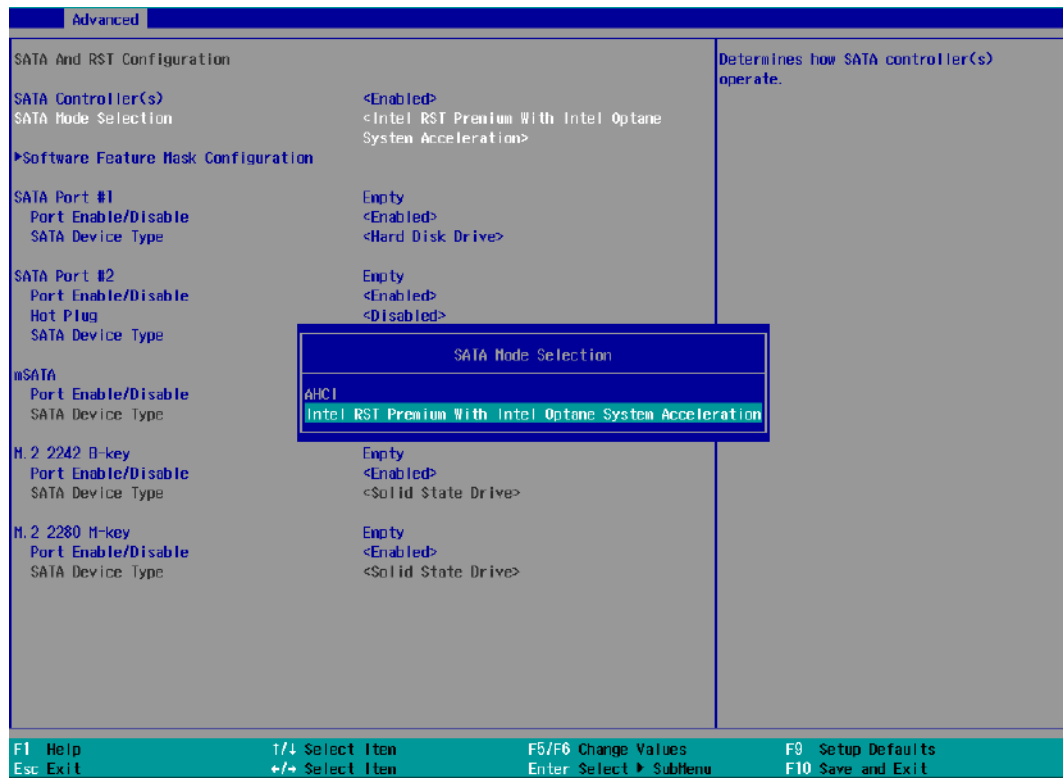 Advanced
SATA And RST Configuration
Determines how SATA controller(s)
operate.
SATA Controller(s) <Enabled>
SATA Mode Selection <Intel RST Premium With Intel Optane
System Acceleration>
▶Software Feature Mask Configuration
SATA Port #1 Empty
Port Enable/Disable <Enabled>
SATA Device Type <Hard Disk Drive>
SATA Port #2 Empty
Port Enable/Disable <Enabled>
Hot Plug <Disabled>
SATA Device Type
mSATA
Port Enable/Disable
SATA Device Type
SATA Mode Selection
AHCI
Intel RST Premium With Intel Optane System Acceleration
M.2 2242 B-key Empty
Port Enable/Disable <Enabled>
SATA Device Type <Solid State Drive>
M.2 2280 M-key Empty
Port Enable/Disable <Enabled>
SATA Device Type <Solid State Drive>
F1 Help ↑/↓ Select Item F5/F6 Change Values F9 Setup Defaults
Esc Exit ←/→ Select Item Enter Select ▶ SubMenu F10 Save and Exit